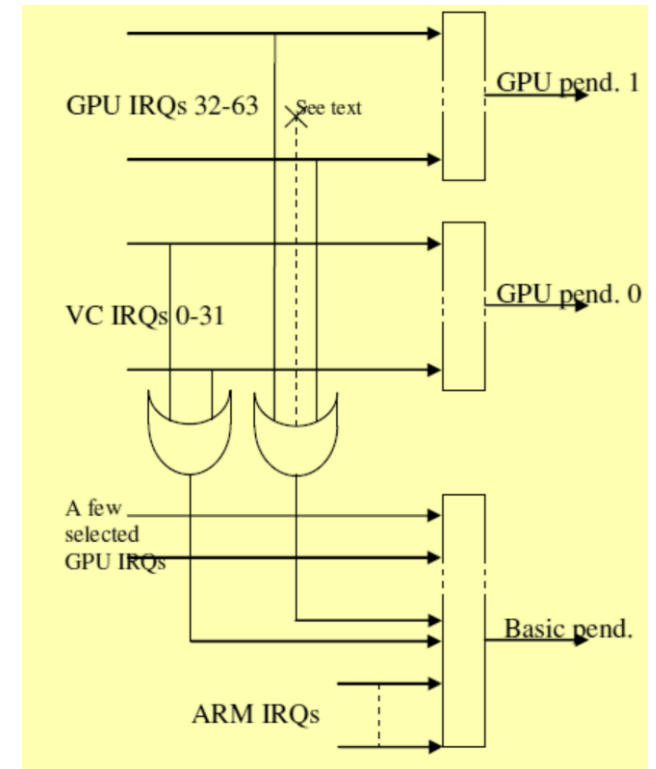 GPU pend. 1
GPU IRQs 32-63
See text
GPU pend. 0
VC IRQs 0-31
A few
selected
GPU IRQs
Basic pend.
ARM IRQs